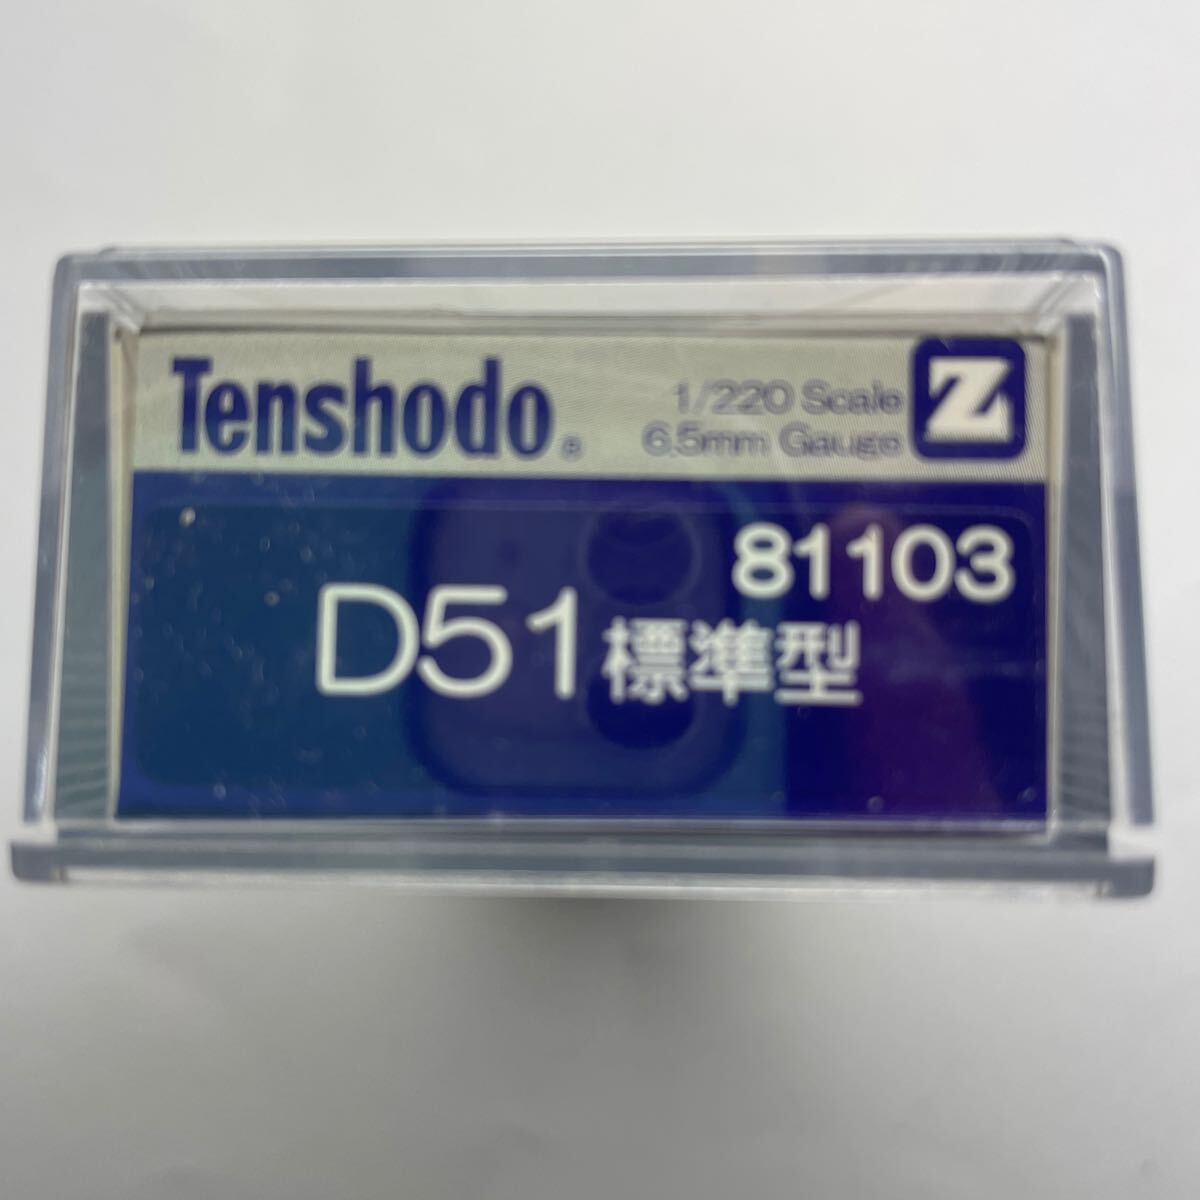 Tenshodo®
1/220 Scale
6.5mm Gauge
Z
81103
D51標準型